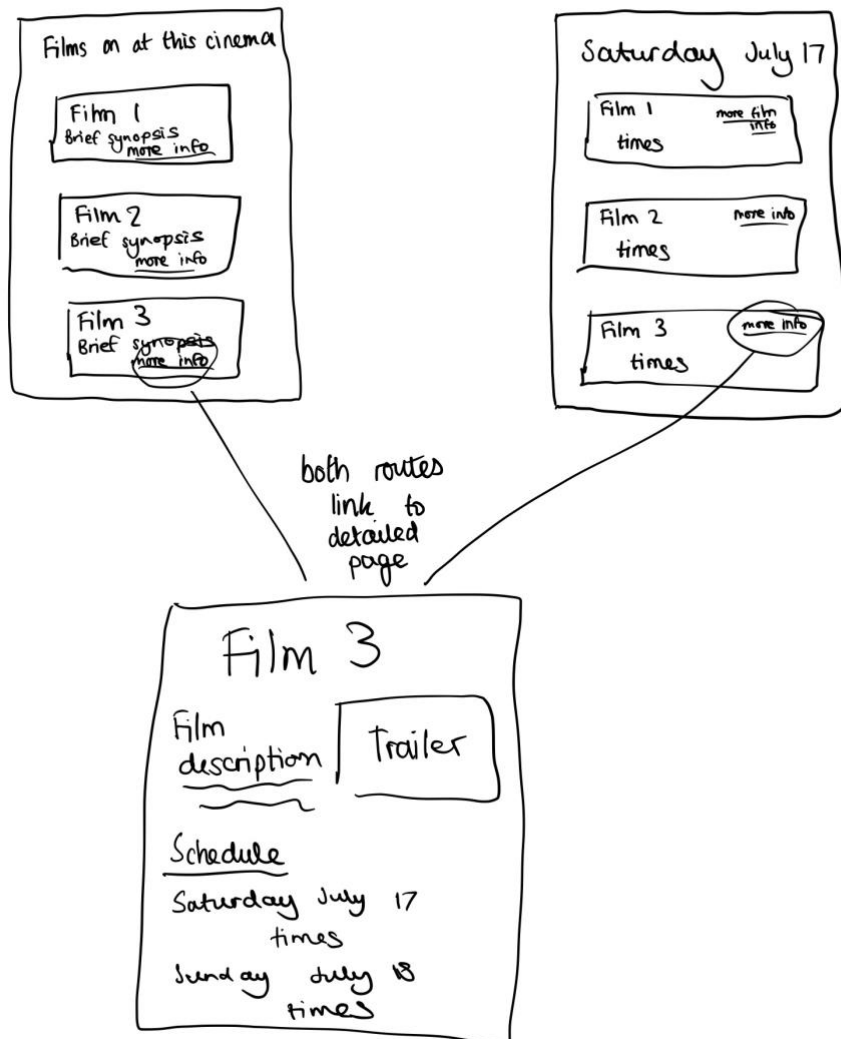 Films on at this cinema
Film 1
Brief synopsis
more info
Film 2
Brief synopsis
more info
Film 3
Brief synopsis
more info
Saturday July 17
Film 1
more film
info
times
Film 2
more info
times
Film 3
more info
times
both routes
link to
detailed
page
Film 3
Film
description
Trailer
Schedule
Saturday July 17
times
Sunday July 18
times